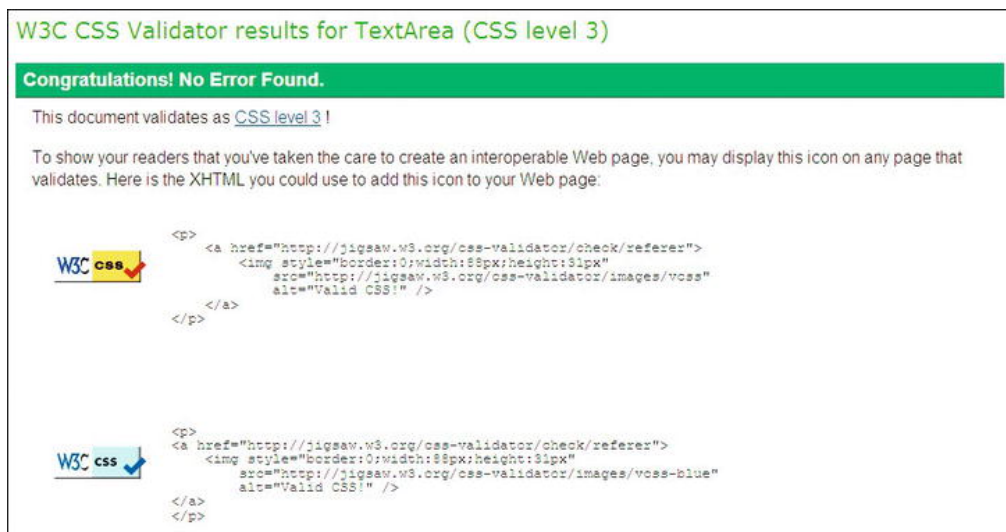 W3C CSS Validator results for TextArea (CSS level 3)
Congratulations! No Error Found.
This document validates as CSS level 3 !
To show your readers that you've taken the care to create an interoperable Web page, you may display this icon on any page that
validates. Here is the XHTML you could use to add this icon to your Web page:
<p>
<a href="http://jigsaw.w3.org/css-validator/check/referer">
<img style="border:0;width:88px;height:31px"
W3C css
src="http://jigsaw.w3.org/css-validator/images/vcss"
alt="Valid CSS!" />
</a>
</p>
<p>
<a href="http://jigsaw.w3.org/css-validator/check/referer">
<img style="border:0;width:88px;height:31px"
W3C css
src="http://jigsaw.w3.org/css-validator/images/vcss-blue"
alt="Valid CSS!" />
</a>
</p>